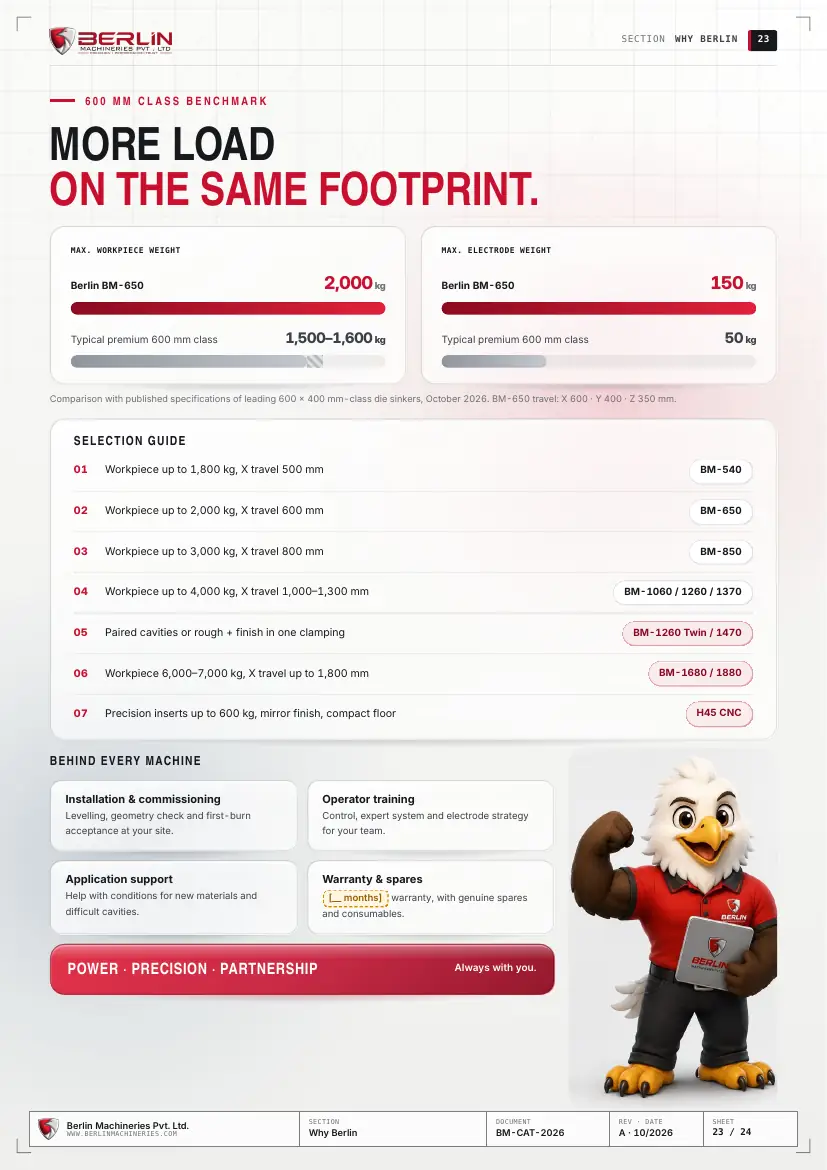 BERLIN
MACHINERIES PVT. LTD
SECTION WHY BERLIN 23
600 MM CLASS BENCHMARK
MORE LOAD
ON THE SAME FOOTPRINT.
MAX. WORKPIECE WEIGHT
Berlin BM-650 2,000 kg
Typical premium 600 mm class 1,500–1,600 kg
MAX. ELECTRODE WEIGHT
Berlin BM-650 150 kg
Typical premium 600 mm class 50 kg
Comparison with published specifications of leading 600 × 400 mm-class die sinkers, October 2026. BM-650 travel: X 600 · Y 400 · Z 350 mm.
SELECTION GUIDE
01 Workpiece up to 1,800 kg, X travel 500 mm BM-540
02 Workpiece up to 2,000 kg, X travel 600 mm BM-650
03 Workpiece up to 3,000 kg, X travel 800 mm BM-850
04 Workpiece up to 4,000 kg, X travel 1,000–1,300 mm BM-1060 / 1260 / 1370
05 Paired cavities or rough + finish in one clamping BM-1260 Twin / 1470
06 Workpiece 6,000–7,000 kg, X travel up to 1,800 mm BM-1680 / 1880
07 Precision inserts up to 600 kg, mirror finish, compact floor H45 CNC
BEHIND EVERY MACHINE
Installation & commissioning
Levelling, geometry check and first-burn
acceptance at your site.
Operator training
Control, expert system and electrode strategy
for your team.
Application support
Help with conditions for new materials and
difficult cavities.
Warranty & spares
[__ months] warranty, with genuine spares
and consumables.
POWER · PRECISION · PARTNERSHIP Always with you.
BERLIN
BERLIN
Berlin Machineries Pvt. Ltd.
WWW.BERLINMACHINERIES.COM
SECTION
Why Berlin
DOCUMENT
BM-CAT-2026
REV · DATE
A · 10/2026
SHEET
23 / 24